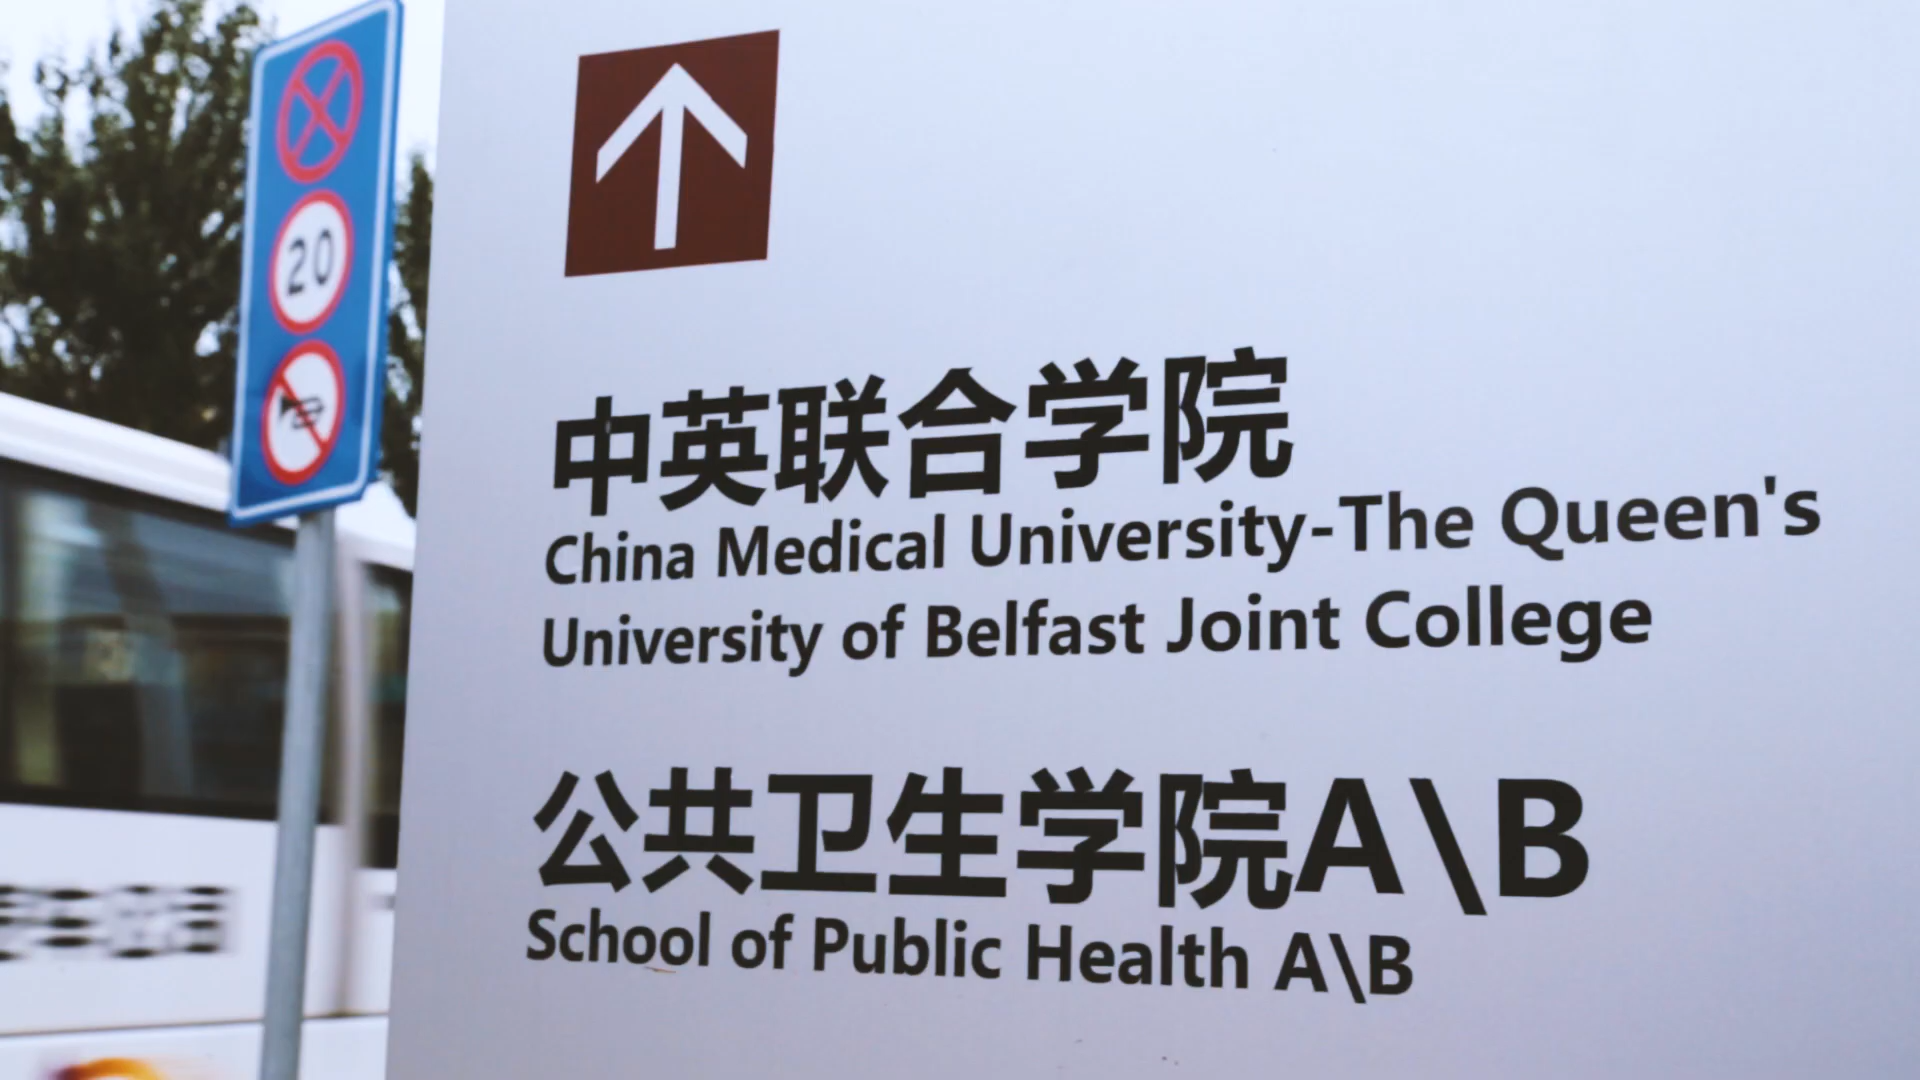 20
中英联合学院
China Medical University-The Queen's
University of Belfast Joint College
公共卫生学院A\B
School of Public Health A\B